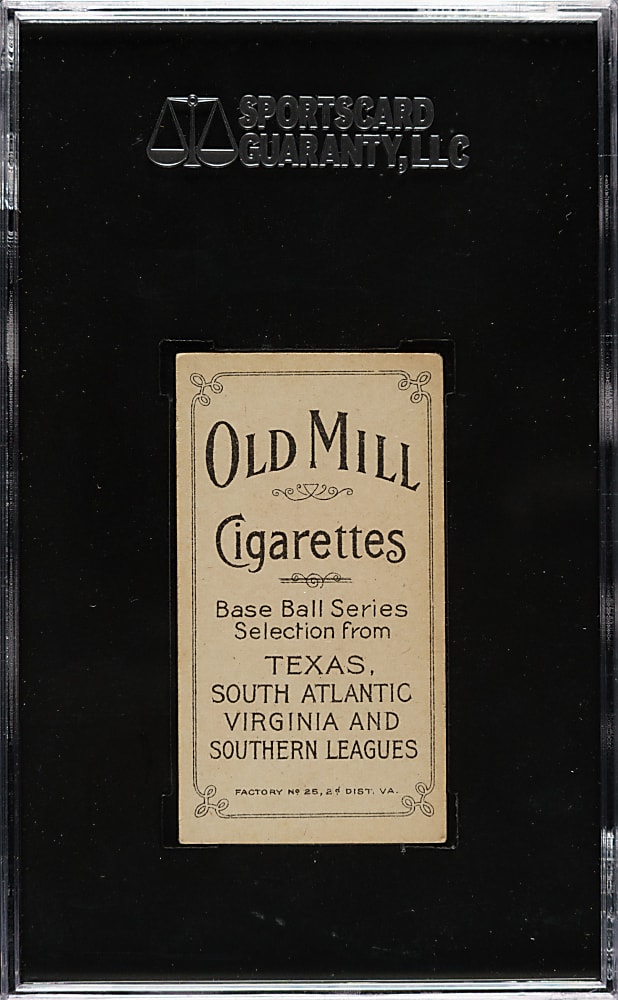 SPORTSCARD
GUARANTY, LLC
OLD MILL
Cigarettes
Base Ball Series
Selection from
TEXAS,
SOUTH ATLANTIC
VIRGINIA AND
SOUTHERN LEAGUES
FACTORY Nº 25, 2d DIST. VA.